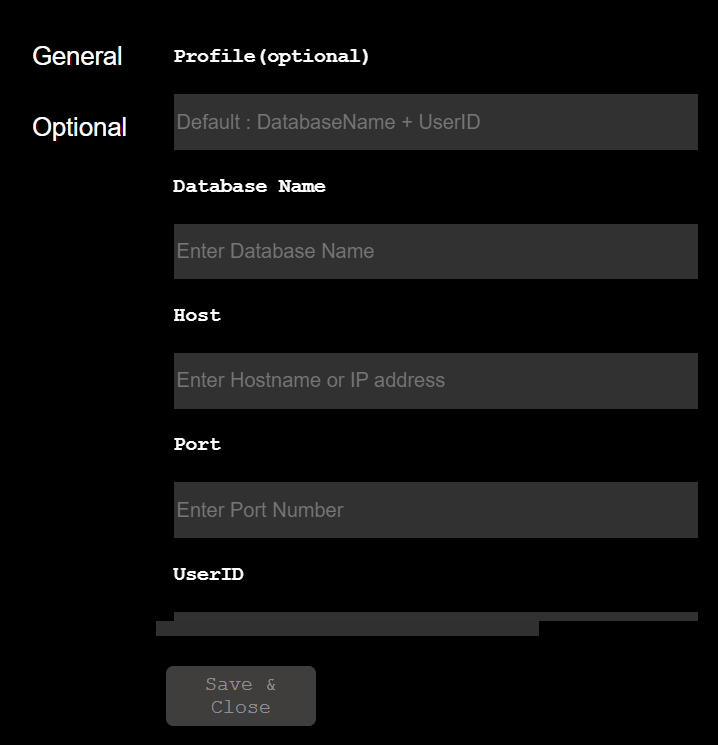 General
Optional
Profile(optional)
Default : DatabaseName + UserID
Database Name
Enter Database Name
Host
Enter Hostname or IP address
Port
Enter Port Number
UserID
Save &
Close